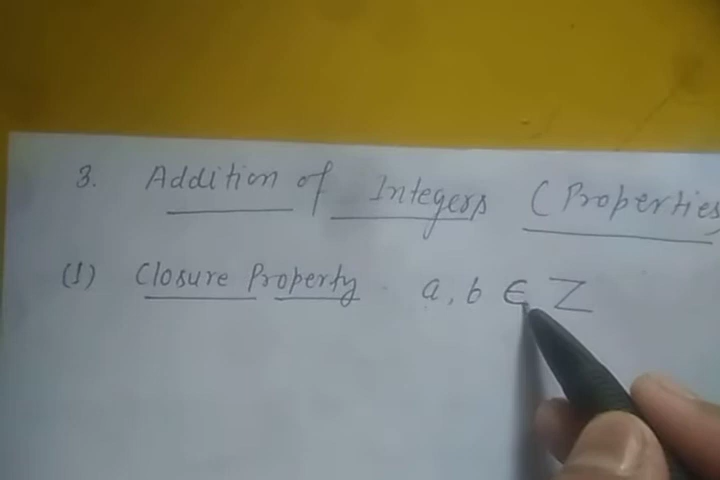 3. Addition of Integers (Properties)
(1) Closure Property a, b ∈ Z